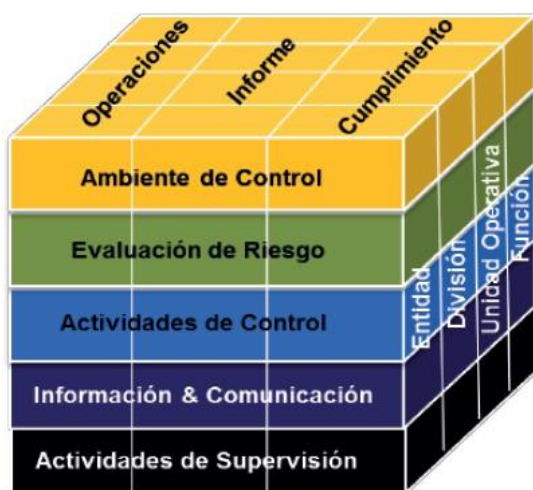 Operaciones
Informe
Cumplimiento
Ambiente de Control
Evaluación de Riesgo
Actividades de Control
Información & Comunicación
Actividades de Supervisión
Entidad
División
Unidad Operativa
Función